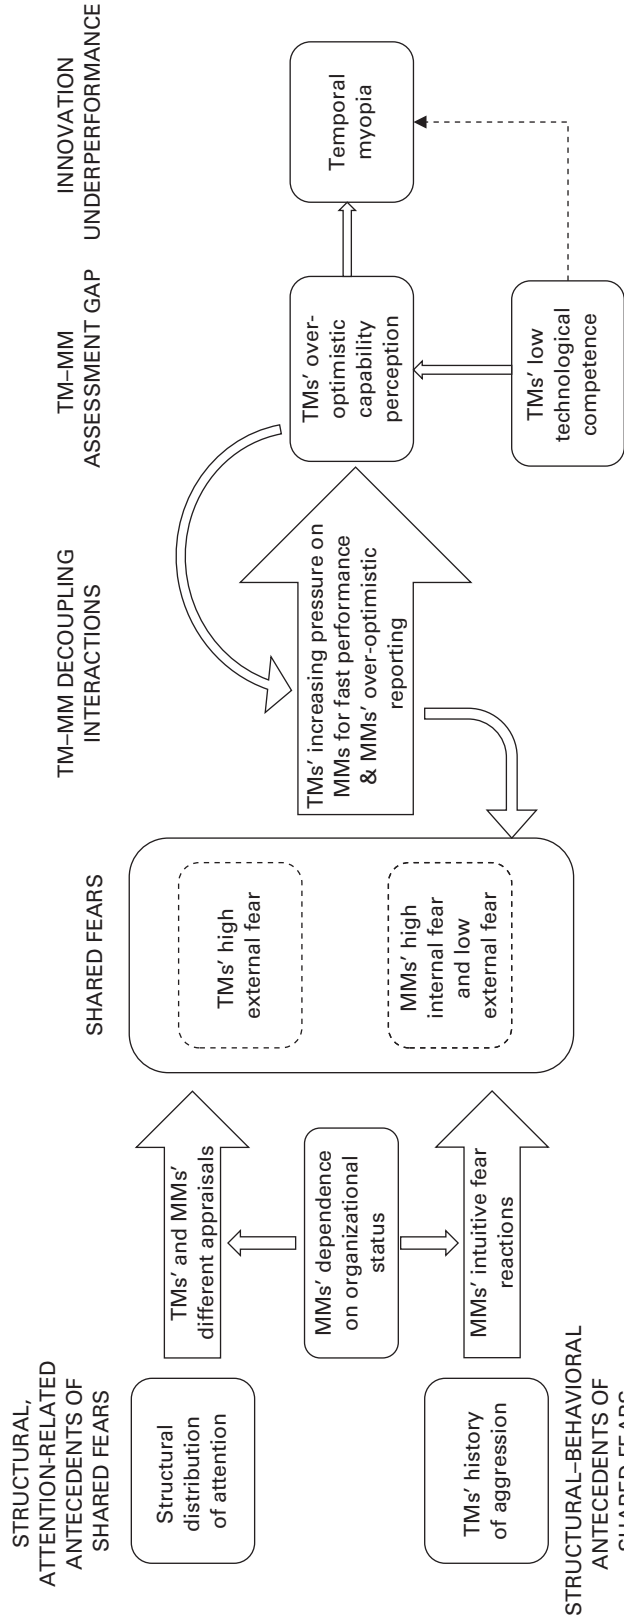 STRUCTURAL,
ATTENTION-RELATED
ANTECEDENTS OF
SHARED FEARS
SHARED FEARS
TM–MM DECOUPLING
INTERACTIONS
TM–MM
ASSESSMENT GAP
INNOVATION
UNDERPERFORMANCE
Structural
distribution
of attention
TMs' and MMs'
different appraisals
MMs' dependence
on organizational
status
TMs' history
of aggression
MMs' intuitive fear
reactions
STRUCTURAL–BEHAVIORAL
ANTECEDENTS OF
SHARED FEARS
TMs' high
external fear
MMs' high
internal fear
and low
external fear
TMs' increasing pressure on
MMs for fast performance
& MMs' over-optimistic
reporting
TMs' over-
optimistic
capability
perception
TMs' low
technological
competence
Temporal
myopia